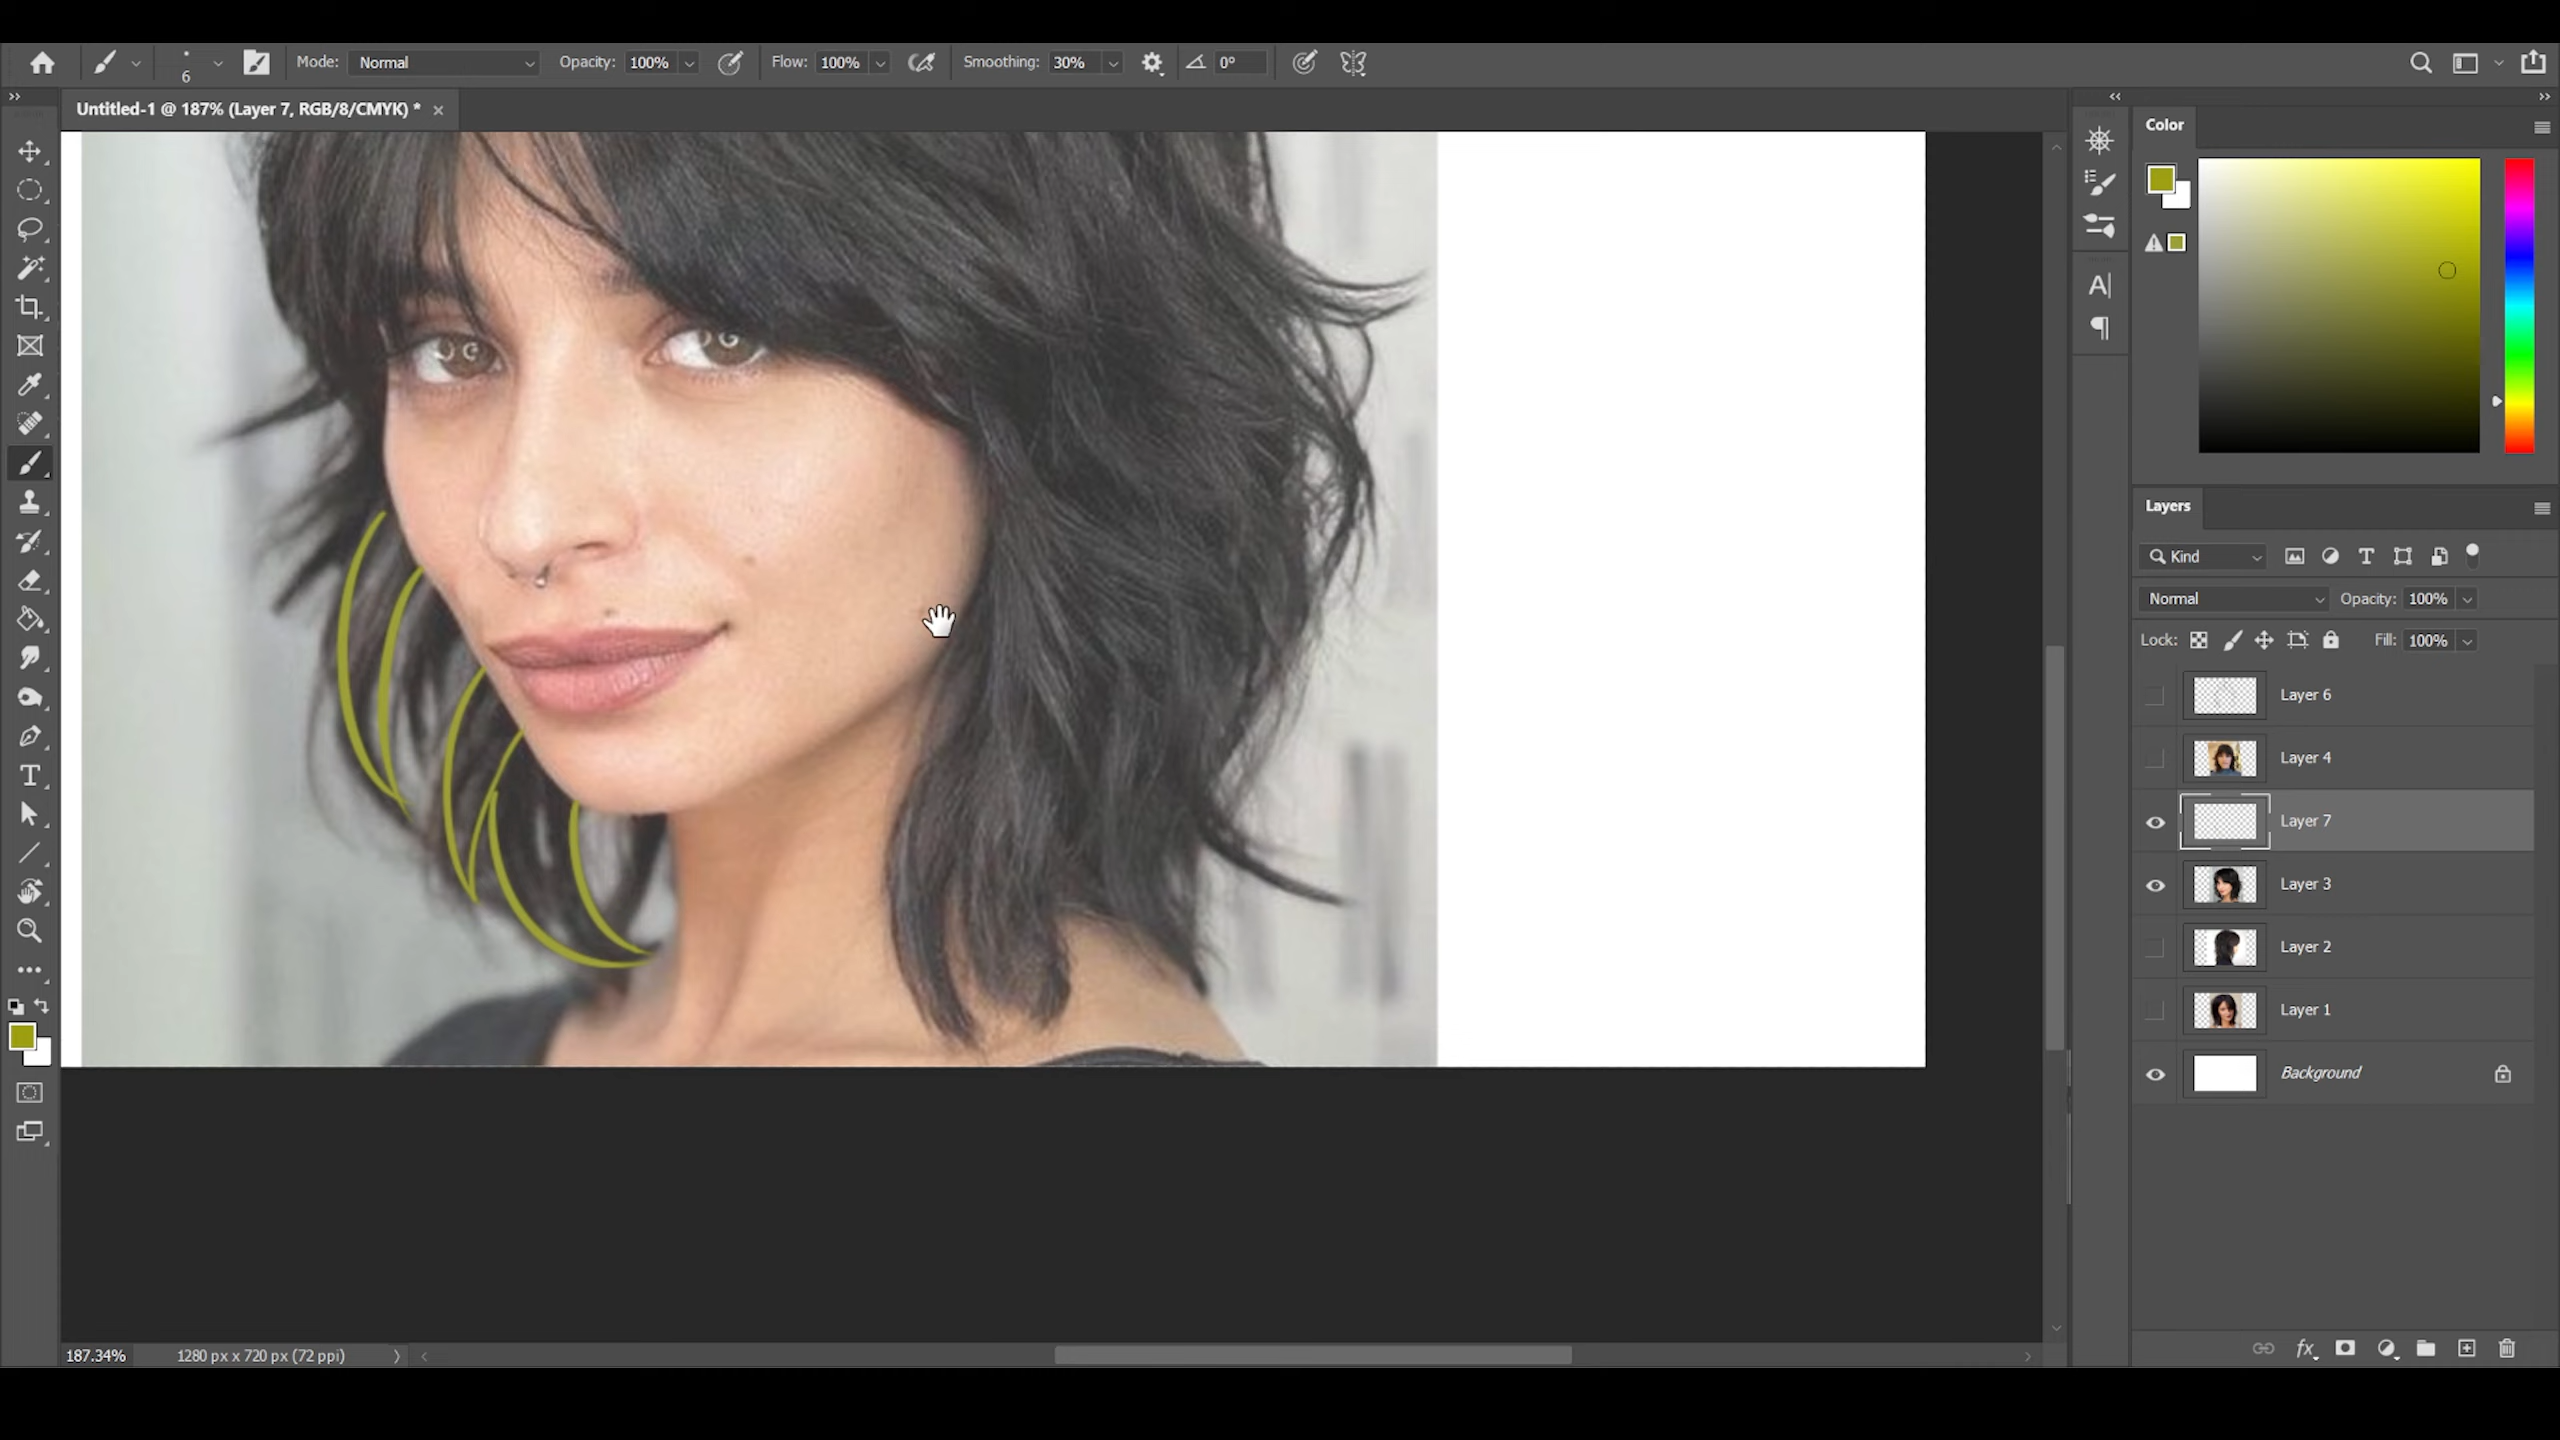 6 Mode: Normal Opacity: 100% Flow: 100% Smoothing: 30% 0°
Untitled-1 @ 187% (Layer 7, RGB/8/CMYK) *
Color
Layers
Kind
Normal Opacity: 100%
Lock: Fill: 100%
Layer 6
Layer 4
Layer 7
Layer 3
Layer 2
Layer 1
Background
187.34% 1280 px x 720 px (72 ppi)